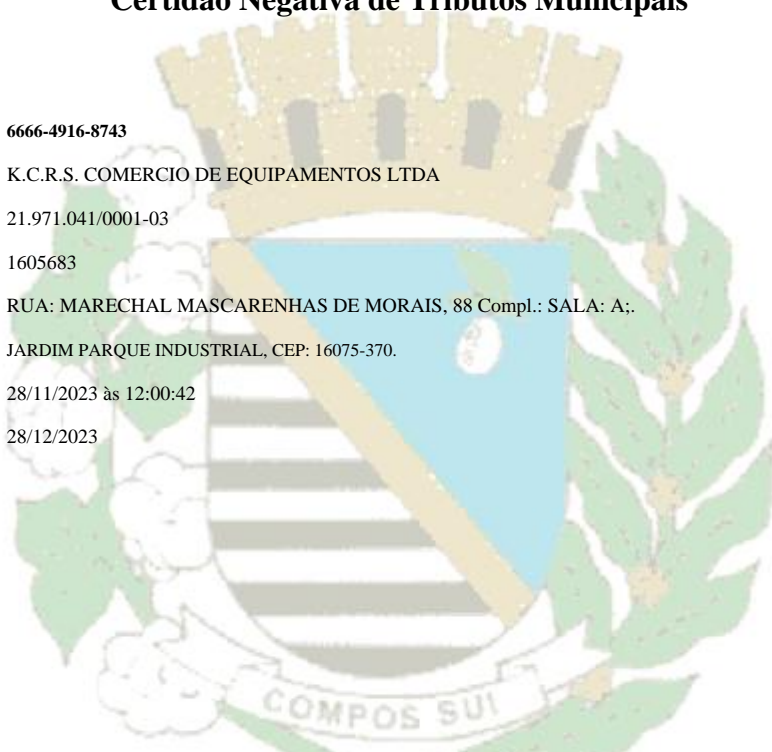 Certidão Negativa de Tributos Municipais
6666-4916-8743
K.C.R.S. COMERCIO DE EQUIPAMENTOS LTDA
21.971.041/0001-03
1605683
RUA: MARECHAL MASCARENHAS DE MORAIS, 88 Compl.: SALA: A;.
JARDIM PARQUE INDUSTRIAL, CEP: 16075-370.
28/11/2023 às 12:00:42
28/12/2023
COMPOS SUI